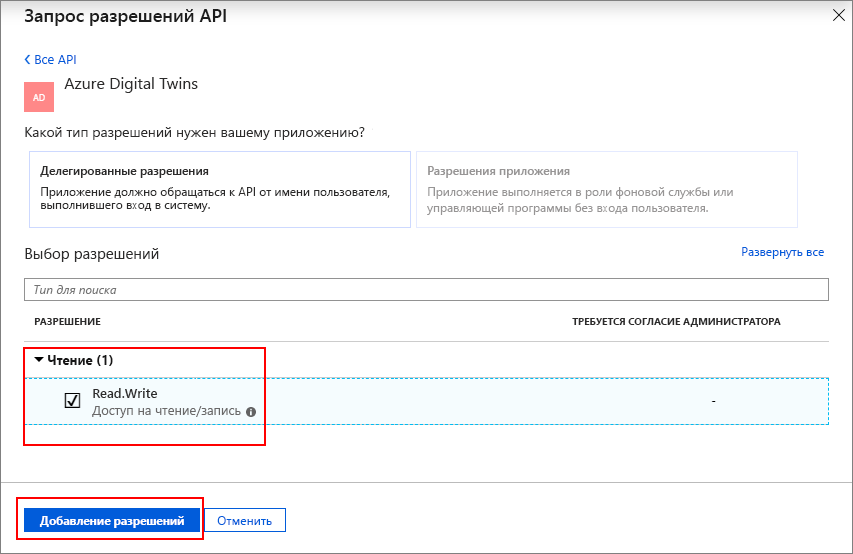 Запрос разрешений API
Все API
AD
Azure Digital Twins
Какой тип разрешений нужен вашему приложению?
Делегированные разрешения
Приложение должно обращаться к API от имени пользователя,
выполнившего вход в систему.
Разрешения приложения
Приложение выполняется в роли фоновой службы или
управляющей программы без входа пользователя.
Выбор разрешений
Развернуть все
Тип для поиска
РАЗРЕШЕНИЕ
ТРЕБУЕТСЯ СОГЛАСИЕ АДМИНИСТРАТОРА
Чтение (1)
Read.Write
Доступ на чтение/запись
-
Добавление разрешений
Отменить